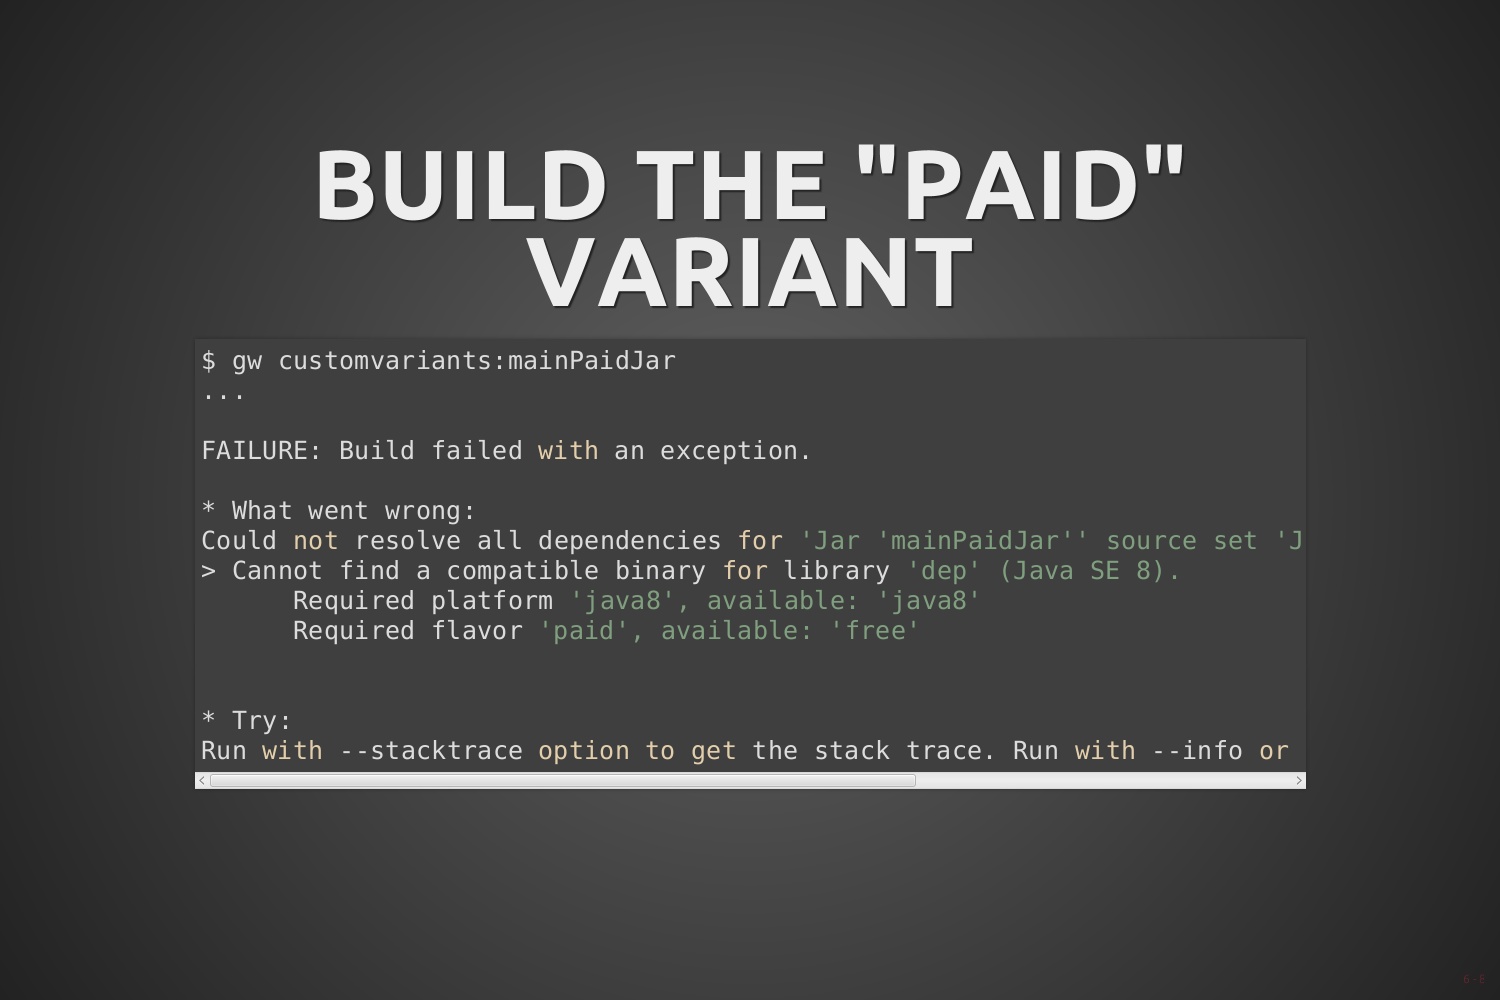 BUILD THE "PAID"
VARIANT
$ gw customvariants:mainPaidJar
...
FAILURE: Build failed with an exception.
* What went wrong:
Could not resolve all dependencies for 'Jar 'mainPaidJar'' source set 'J
> Cannot find a compatible binary for library 'dep' (Java SE 8).
Required platform 'java8', available: 'java8'
Required flavor 'paid', available: 'free'
* Try:
Run with --stacktrace option to get the stack trace. Run with --info or